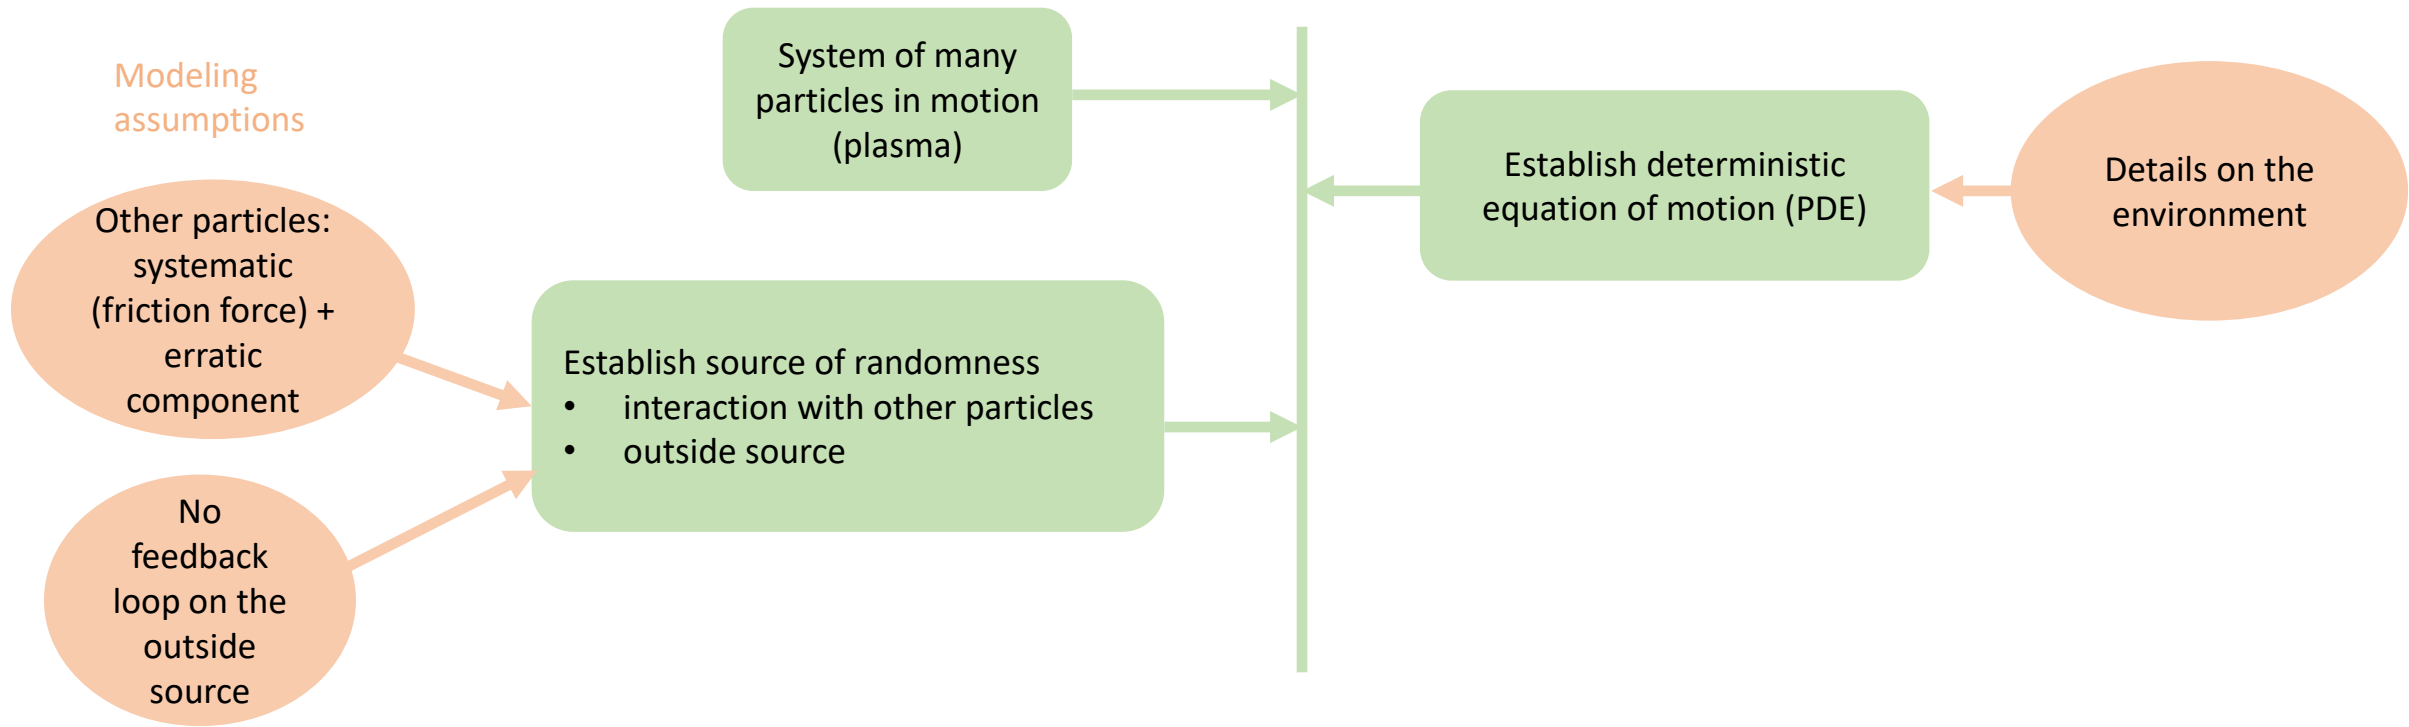 Modeling
assumptions
System of many
particles in motion
(plasma)
Establish deterministic
equation of motion (PDE)
Details on the
environment
Other particles:
systematic
(friction force) +
erratic
component
Establish source of randomness
• interaction with other particles
• outside source
No
feedback
loop on the
outside
source